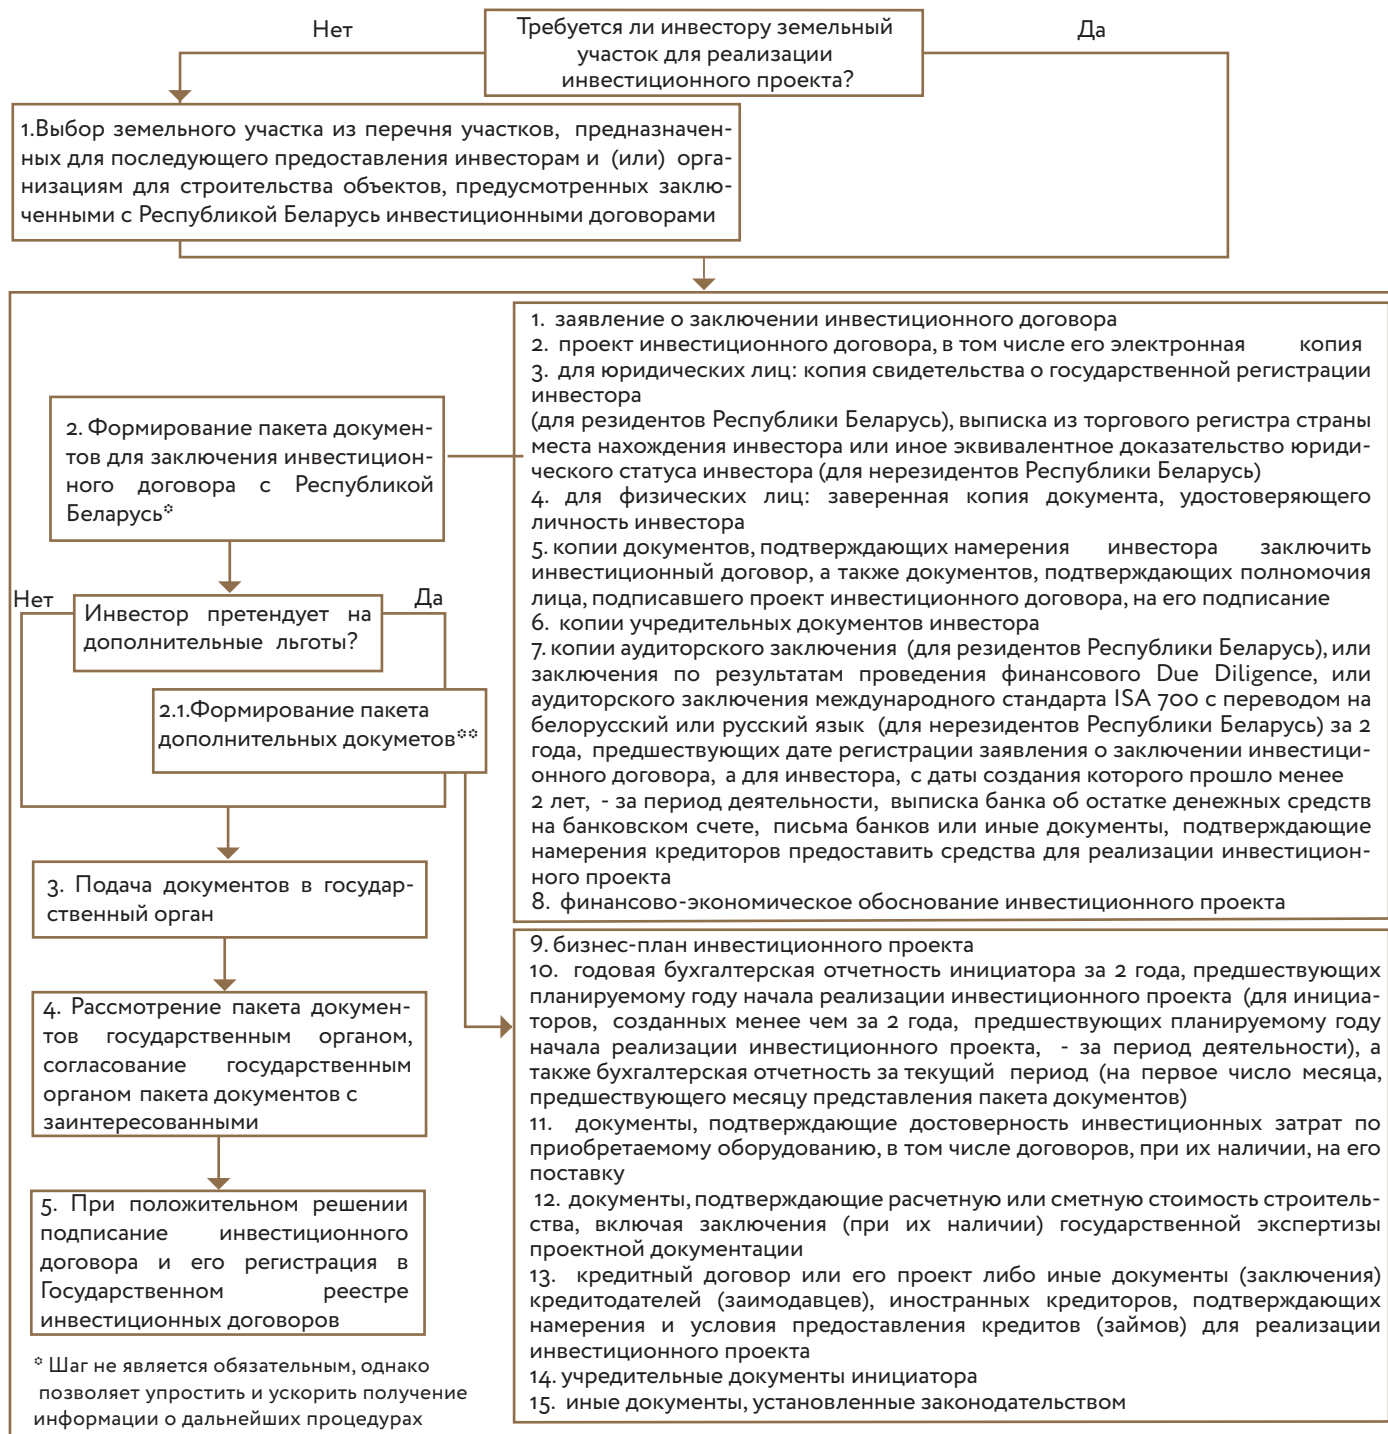 Нет
Требуется ли инвестору земельный
участок для реализации
инвестиционного проекта?
Да
1.Выбор земельного участка из перечня участков, предназначен-
ных для последующего предоставления инвесторам и (или) орга-
низациям для строительства объектов, предусмотренных заклю-
ченными с Республикой Беларусь инвестиционными договорами
2. Формирование пакета докумен-
тов для заключения инвестицион-
ного договора с Республикой
Беларусь*
Нет
Инвестор претендует на
дополнительные льготы?
Да
2.1.Формирование пакета
дополнительных докуметов**
3. Подача документов в государ-
ственный орган
4. Рассмотрение пакета докумен-
тов государственным органом,
согласование государственным
органом пакета документов с
заинтересованными
5. При положительном решении
подписание инвестиционного
договора и его регистрация в
Государственном реестре
инвестиционных договоров
* Шаг не является обязательным, однако
позволяет упростить и ускорить получение
информации о дальнейших процедурах
1. заявление о заключении инвестиционного договора
2. проект инвестиционного договора, в том числе его электронная копия
3. для юридических лиц: копия свидетельства о государственной регистрации
инвестора
(для резидентов Республики Беларусь), выписка из торгового регистра страны
места нахождения инвестора или иное эквивалентное доказательство юриди-
ческого статуса инвестора (для нерезидентов Республики Беларусь)
4. для физических лиц: заверенная копия документа, удостоверяющего
личность инвестора
5. копии документов, подтверждающих намерения инвестора заключить
инвестиционный договор, а также документов, подтверждающих полномочия
лица, подписавшего проект инвестиционного договора, на его подписание
6. копии учредительных документов инвестора
7. копии аудиторского заключения (для резидентов Республики Беларусь), или
заключения по результатам проведения финансового Due Diligence, или
аудиторского заключения международного стандарта ISA 700 с переводом на
белорусский или русский язык (для нерезидентов Республики Беларусь) за 2
года, предшествующих дате регистрации заявления о заключении инвестици-
онного договора, а для инвестора, с даты создания которого прошло менее
2 лет, - за период деятельности, выписка банка об остатке денежных средств
на банковском счете, письма банков или иные документы, подтверждающие
намерения кредиторов предоставить средства для реализации инвестицион-
ного проекта
8. финансово-экономическое обоснование инвестиционного проекта
9. бизнес-план инвестиционного проекта
10. годовая бухгалтерская отчетность инициатора за 2 года, предшествующих
планируемому году начала реализации инвестиционного проекта (для инициа-
торов, созданных менее чем за 2 года, предшествующих планируемому году
начала реализации инвестиционного проекта, - за период деятельности), а
также бухгалтерская отчетность за текущий период (на первое число месяца,
предшествующего месяцу представления пакета документов)
11. документы, подтверждающие достоверность инвестиционных затрат по
приобретаемому оборудованию, в том числе договоров, при их наличии, на его
поставку
12. документы, подтверждающие расчетную или сметную стоимость строитель-
ства, включая заключения (при их наличии) государственной экспертизы
проектной документации
13. кредитный договор или его проект либо иные документы (заключения)
кредитодателей (заимодавцев), иностранных кредиторов, подтверждающих
намерения и условия предоставления кредитов (займов) для реализации
инвестиционного проекта
14. учредительные документы инициатора
15. иные документы, установленные законодательством